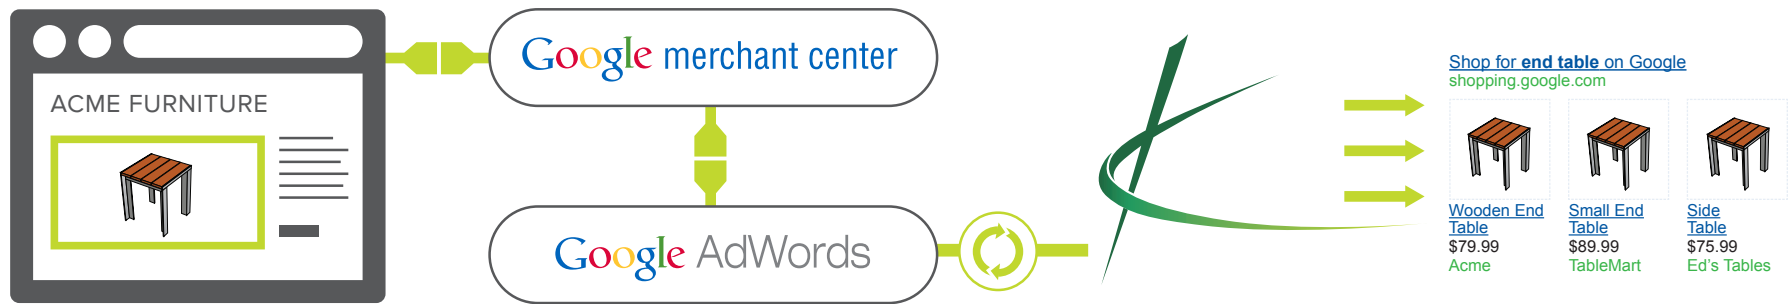 ACME FURNITURE
Google merchant center
Google AdWords
Shop for end table on Google
shopping.google.com
Wooden End
Table
$79.99
Acme
Small End
Table
$89.99
TableMart
Side
Table
$75.99
Ed's Tables